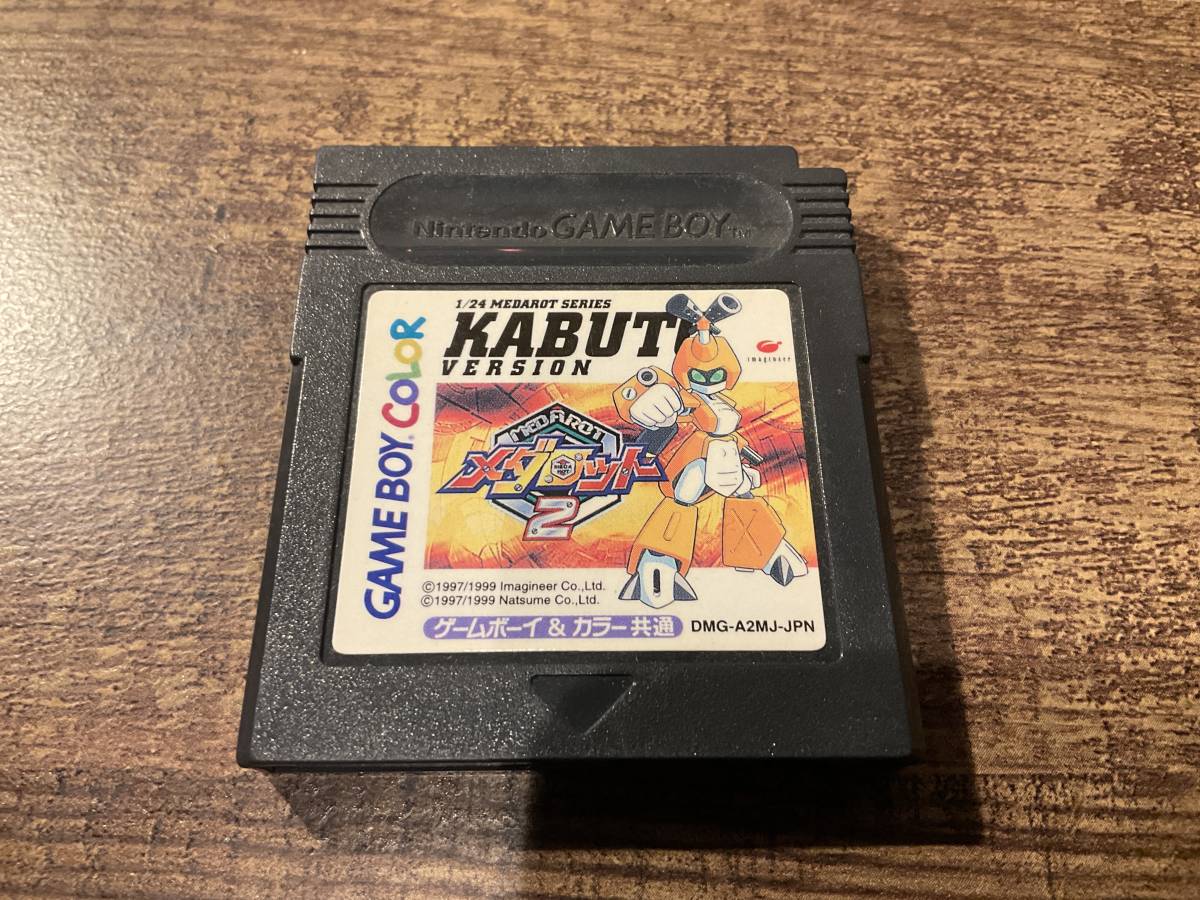 Nintendo GAME BOY TM
1/24 MEDAROT SERIES
KABUTO
VERSION
imagineer
GAME BOY COLOR
MEDAROT
メダロット
2
©1997/1999 Imagineer Co.,Ltd.
©1997/1999 Natsume Co.,Ltd.
ゲームボーイ & カラー共通
DMG-A2MJ-JPN